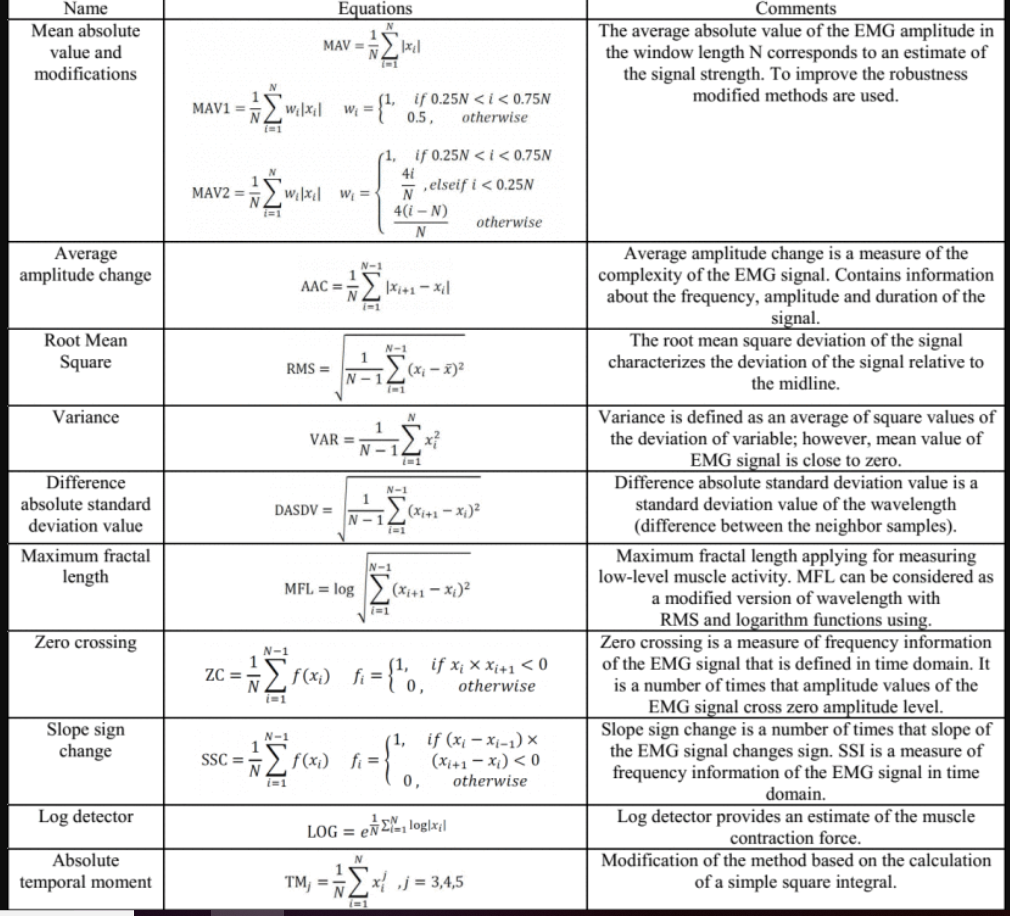 Name Equations Comments
Mean absolute value and modifications
MAV = \frac{1}{N}\sum_{i=1}^{N} |x_i|
MAV1 = \frac{1}{N}\sum_{i=1}^{N} w_i|x_i| w_i = \begin{cases} 1, & if\ 0.25N < i < 0.75N \\ 0.5, & otherwise \end{cases}
MAV2 = \frac{1}{N}\sum_{i=1}^{N} w_i|x_i| w_i = \begin{cases} 1, & if\ 0.25N < i < 0.75N \\ \frac{4i}{N}, & elseif\ i < 0.25N \\ \frac{4(i-N)}{N} & otherwise \end{cases}
The average absolute value of the EMG amplitude in
the window length N corresponds to an estimate of
the signal strength. To improve the robustness
modified methods are used.
Average
amplitude change
AAC = \frac{1}{N}\sum_{i=1}^{N-1} |x_{i+1} - x_i|
Average amplitude change is a measure of the
complexity of the EMG signal. Contains information
about the frequency, amplitude and duration of the
signal.
Root Mean
Square
RMS = \sqrt{\frac{1}{N-1}\sum_{i=1}^{N-1} (x_i - \bar{x})^2}
The root mean square deviation of the signal
characterizes the deviation of the signal relative to
the midline.
Variance
VAR = \frac{1}{N-1}\sum_{i=1}^{N} x_i^2
Variance is defined as an average of square values of
the deviation of variable; however, mean value of
EMG signal is close to zero.
Difference
absolute standard
deviation value
DASDV = \sqrt{\frac{1}{N-1}\sum_{i=1}^{N-1} (x_{i+1} - x_i)^2}
Difference absolute standard deviation value is a
standard deviation value of the wavelength
(difference between the neighbor samples).
Maximum fractal
length
MFL = log \sqrt{\sum_{i=1}^{N-1} (x_{i+1} - x_i)^2}
Maximum fractal length applying for measuring
low-level muscle activity. MFL can be considered as
a modified version of wavelength with
RMS and logarithm functions using.
Zero crossing
ZC = \frac{1}{N}\sum_{i=1}^{N-1} f(x_i) f_i = \begin{cases} 1, & if\ x_i × x_{i+1} < 0 \\ 0, & otherwise \end{cases}
Zero crossing is a measure of frequency information
of the EMG signal that is defined in time domain. It
is a number of times that amplitude values of the
EMG signal cross zero amplitude level.
Slope sign
change
SSC = \frac{1}{N}\sum_{i=1}^{N-1} f(x_i) f_i = \begin{cases} 1, & if\ (x_i - x_{i-1}) × (x_{i+1} - x_i) < 0 \\ 0, & otherwise \end{cases}
Slope sign change is a number of times that slope of
the EMG signal changes sign. SSI is a measure of
frequency information of the EMG signal in time
domain.
Log detector
LOG = e^{\frac{1}{N}\sum_{i=1}^{N} log|x_i|}
Log detector provides an estimate of the muscle
contraction force.
Absolute
temporal moment
TM_j = \frac{1}{N}\sum_{i=1}^{N} x_i^j , j = 3,4,5
Modification of the method based on the calculation
of a simple square integral.